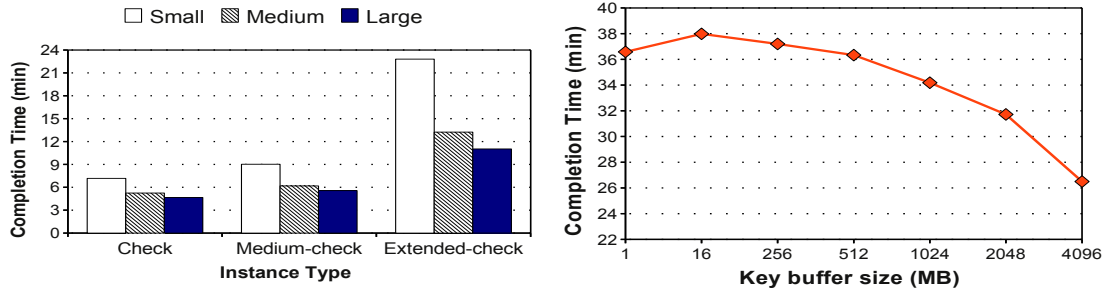 Small Medium Large
Completion Time (min)
24
21
18
15
12
9
6
3
0
Check Medium-check Extended-check
Instance Type
Completion Time (min)
40
38
36
34
32
30
28
26
24
22
1 16 256 512 1024 2048 4096
Key buffer size (MB)